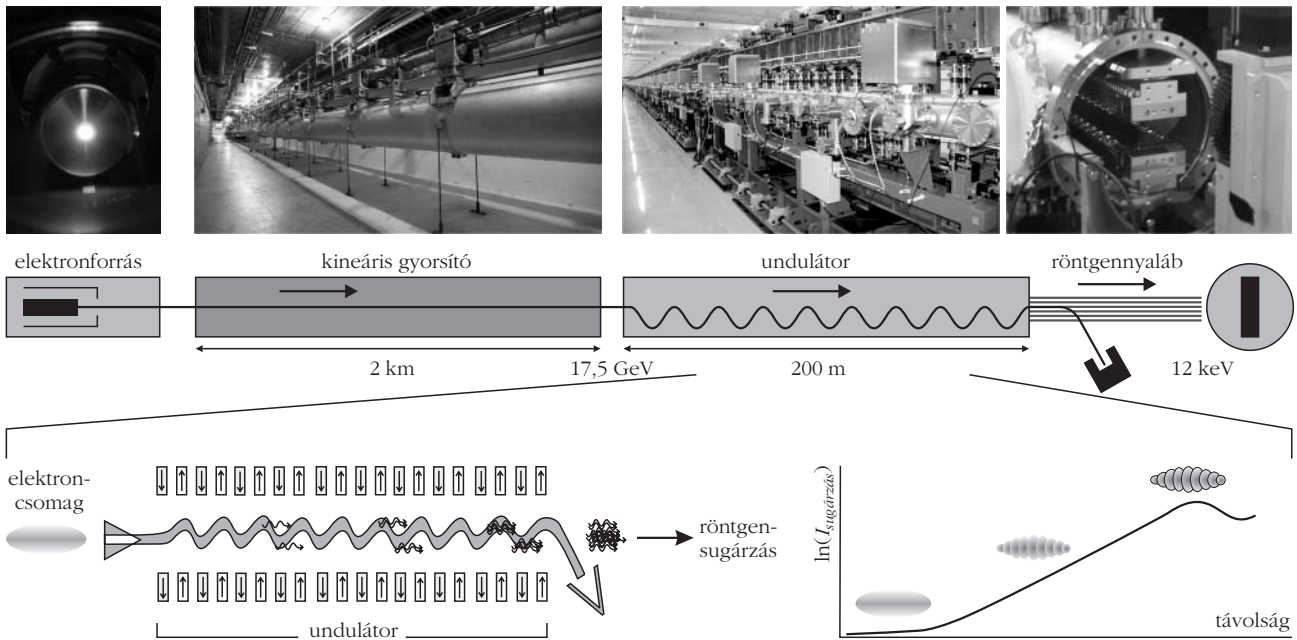 elektronforrás
kineáris gyorsító
undulátor
röntgennyaláb
2 km
17,5 GeV
200 m
12 keV
elektron-
csomag
röntgen-
sugárzás
undulátor
ln(Isugárzás)
távolság